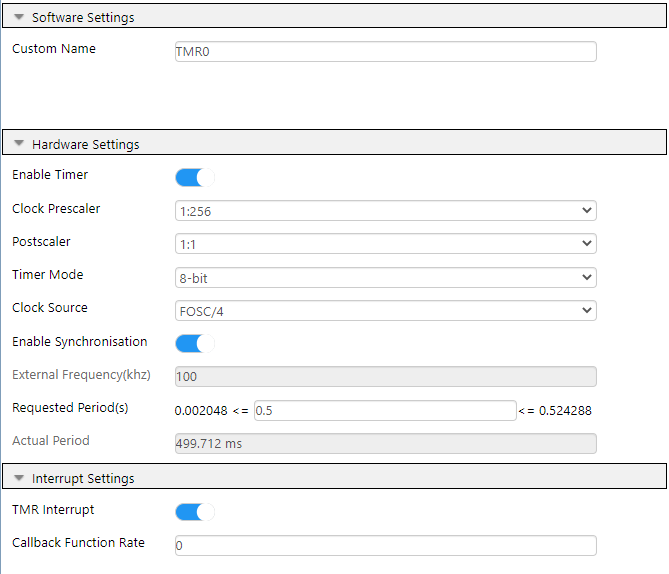 Software Settings
Custom Name TMR0
Hardware Settings
Enable Timer
Clock Prescaler 1:256
Postscaler 1:1
Timer Mode 8-bit
Clock Source FOSC/4
Enable Synchronisation
External Frequency(khz) 100
Requested Period(s) 0.002048 <= 0.5 <= 0.524288
Actual Period 499.712 ms
Interrupt Settings
TMR Interrupt
Callback Function Rate 0